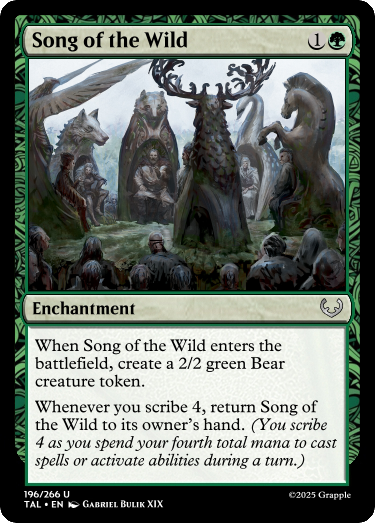 Song of the Wild 1
Enchantment
When Song of the Wild enters the
battlefield, create a 2/2 green Bear
creature token.
Whenever you scribe 4, return Song of
the Wild to its owner's hand. (You scribe
4 as you spend your fourth total mana to cast
spells or activate abilities during a turn.)
196/266 U
TAL • EN Gabriel Bulik XIX
©2025 Grapple